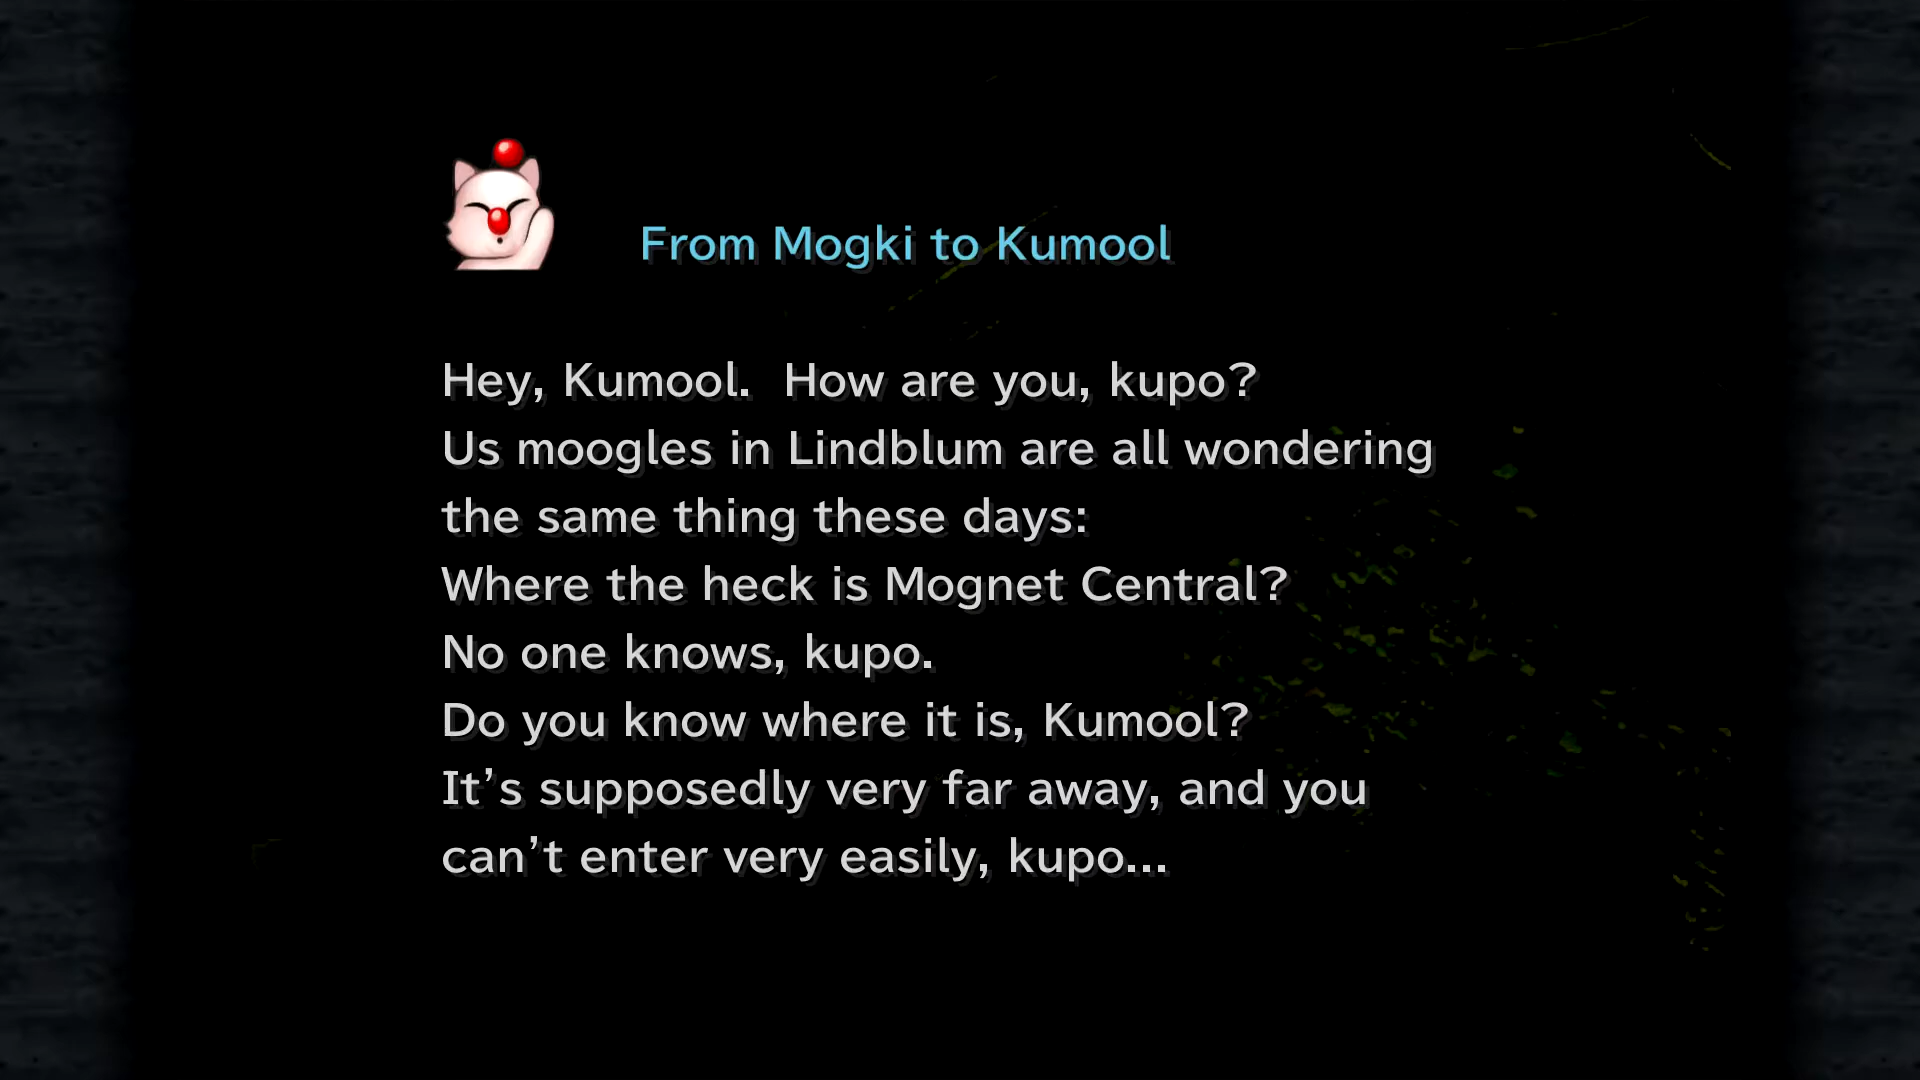 From Mogki to Kumool
Hey, Kumool.  How are you, kupo?
Us moogles in Lindblum are all wondering
the same thing these days:
Where the heck is Mognet Central?
No one knows, kupo.
Do you know where it is, Kumool?
It’s supposedly very far away, and you
can’t enter very easily, kupo...